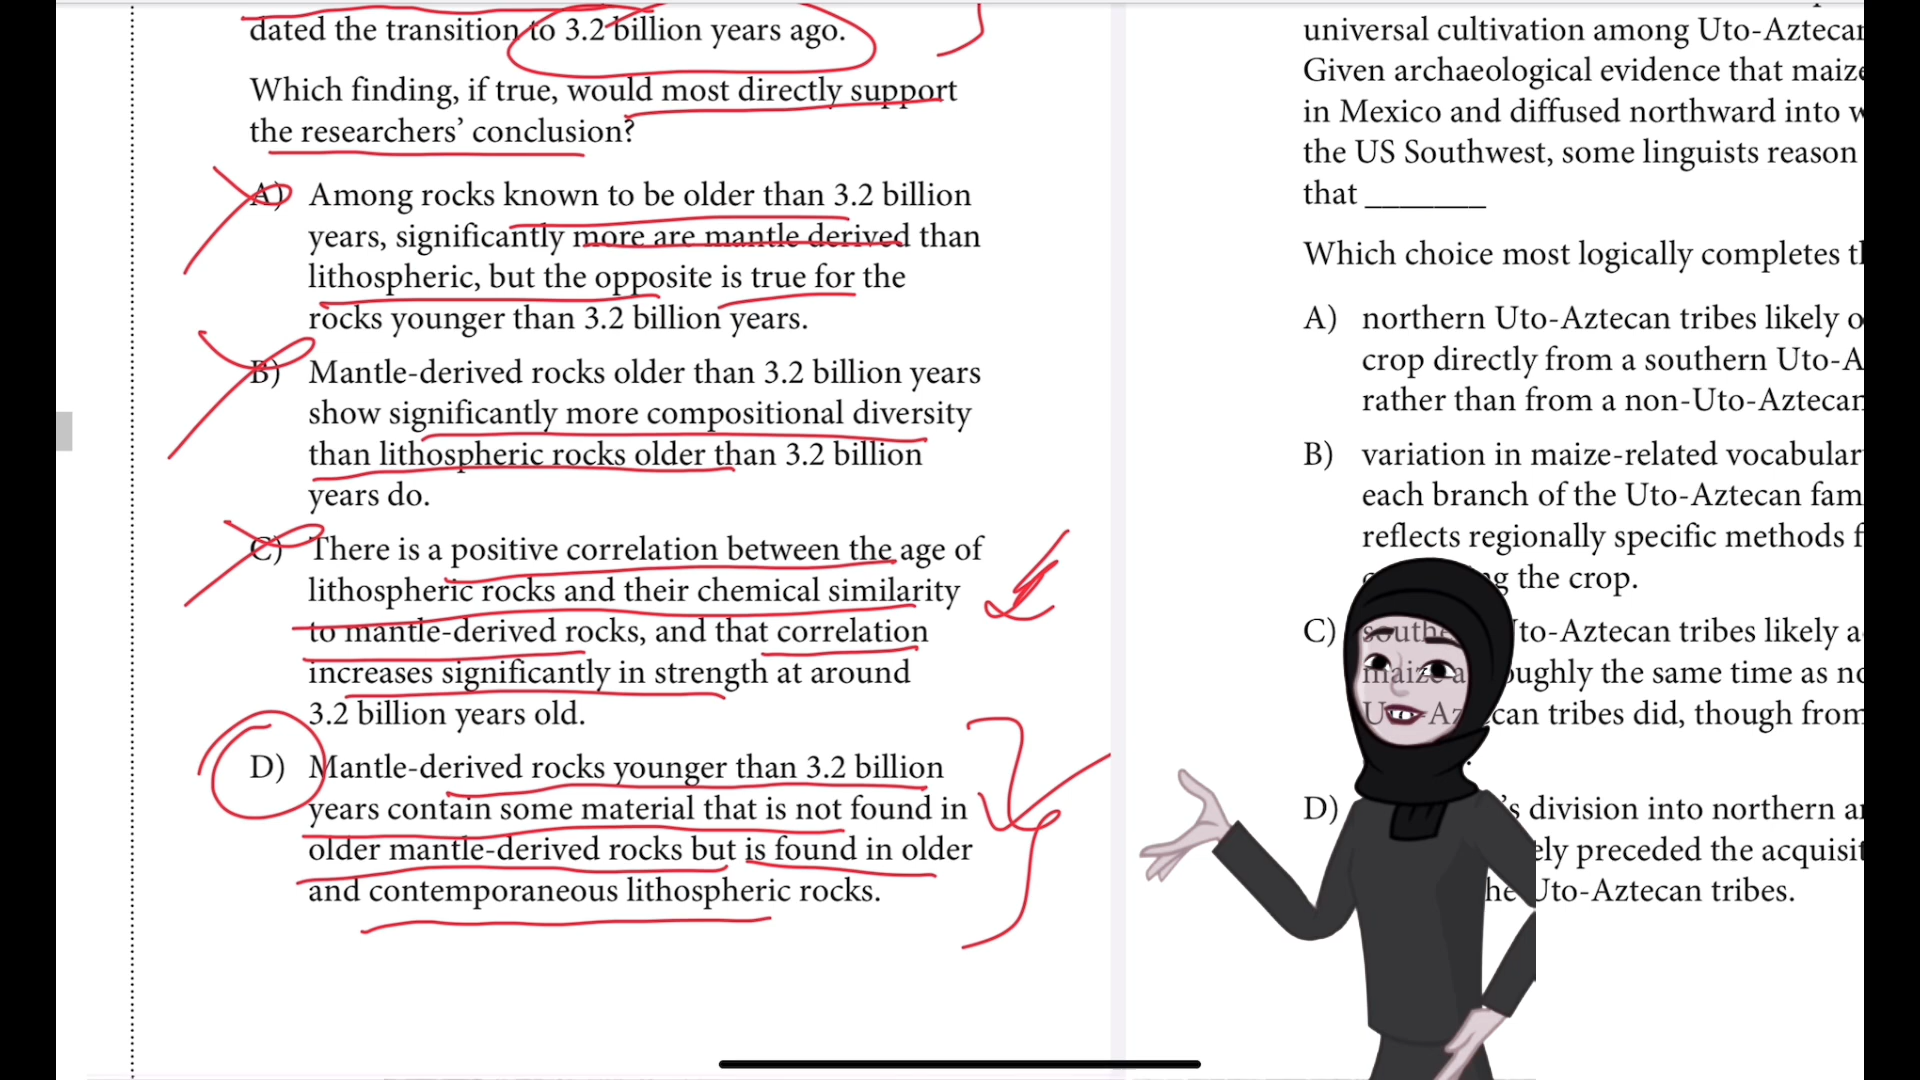 dated the transition to 3.2 billion years ago.
Which finding, if true, would most directly support
the researchers’ conclusion?
A) Among rocks known to be older than 3.2 billion
years, significantly more are mantle derived than
lithospheric, but the opposite is true for the
rocks younger than 3.2 billion years.
B) Mantle-derived rocks older than 3.2 billion years
show significantly more compositional diversity
than lithospheric rocks older than 3.2 billion
years do.
C) There is a positive correlation between the age of
lithospheric rocks and their chemical similarity
to mantle-derived rocks, and that correlation
increases significantly in strength at around
3.2 billion years old.
D) Mantle-derived rocks younger than 3.2 billion
years contain some material that is not found in
older mantle-derived rocks but is found in older
and contemporaneous lithospheric rocks.
universal cultivation among Uto-Aztecan
Given archaeological evidence that maize
in Mexico and diffused northward into
the US Southwest, some linguists reason
that _______
Which choice most logically completes
A) northern Uto-Aztecan tribes likely
crop directly from a southern Uto-A
rather than from a non-Uto-Aztecan
B) variation in maize-related vocabular
each branch of the Uto-Aztecan fam
reflects regionally specific methods
the crop.
C) southe to-Aztecan tribes likely
maize a oughly the same time as
Uto-Aztecan tribes did, though from
D) 's division into northern
ely preceded the
he Uto-Aztecan tribes.